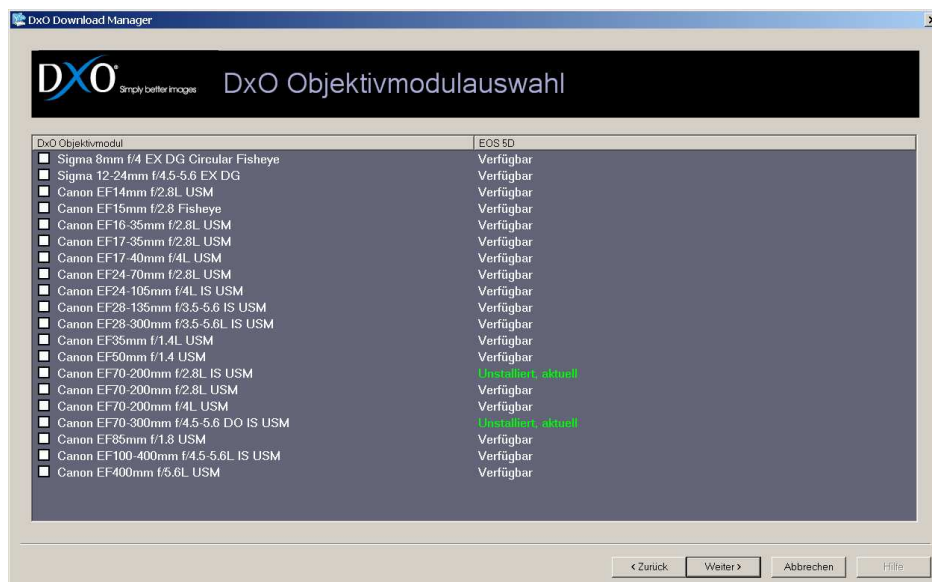 DxO Download Manager
DXO Simply better images
DxO Objektivmodulauswahl
DxO Objektivmodul EOS 5D
Sigma 8mm f/4 EX DG Circular Fisheye Verfügbar
Sigma 12-24mm f/4.5-5.6 EX DG Verfügbar
Canon EF14mm f/2.8L USM Verfügbar
Canon EF15mm f/2.8 Fisheye Verfügbar
Canon EF16-35mm f/2.8L USM Verfügbar
Canon EF17-35mm f/2.8L USM Verfügbar
Canon EF17-40mm f/4L USM Verfügbar
Canon EF24-70mm f/2.8L USM Verfügbar
Canon EF24-105mm f/4L IS USM Verfügbar
Canon EF28-135mm f/3.5-5.6 IS USM Verfügbar
Canon EF28-300mm f/3.5-5.6L IS USM Verfügbar
Canon EF35mm f/1.4L USM Verfügbar
Canon EF50mm f/1.4 USM Verfügbar
Canon EF70-200mm f/2.8L IS USM Unstalliert, aktuell
Canon EF70-200mm f/2.8L USM Verfügbar
Canon EF70-200mm f/4L USM Verfügbar
Canon EF70-300mm f/4.5-5.6 DO IS USM Unstalliert, aktuell
Canon EF85mm f/1.8 USM Verfügbar
Canon EF100-400mm f/4.5-5.6L IS USM Verfügbar
Canon EF400mm f/5.6L USM Verfügbar
< Zurück Weiter > Abbrechen Hilfe